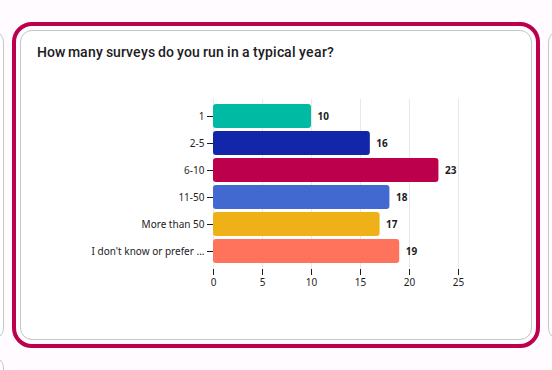 How many surveys do you run in a typical year?
1 10
2-5 16
6-10 23
11-50 18
More than 50 17
I don't know or prefer ... 19
0 5 10 15 20 25